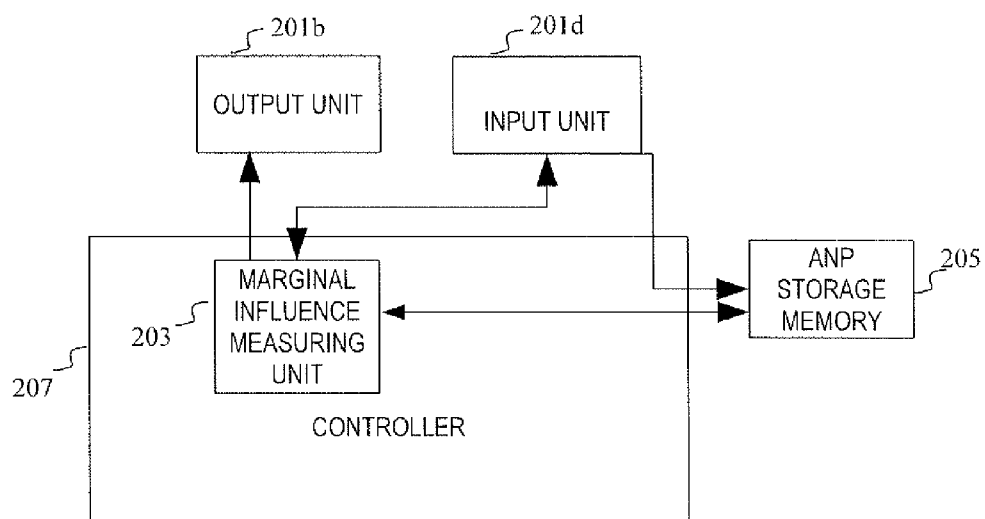 201b
201d
OUTPUT UNIT
INPUT UNIT
MARGINAL
INFLUENCE
MEASURING
UNIT
203
207
ANP
STORAGE
MEMORY
205
CONTROLLER